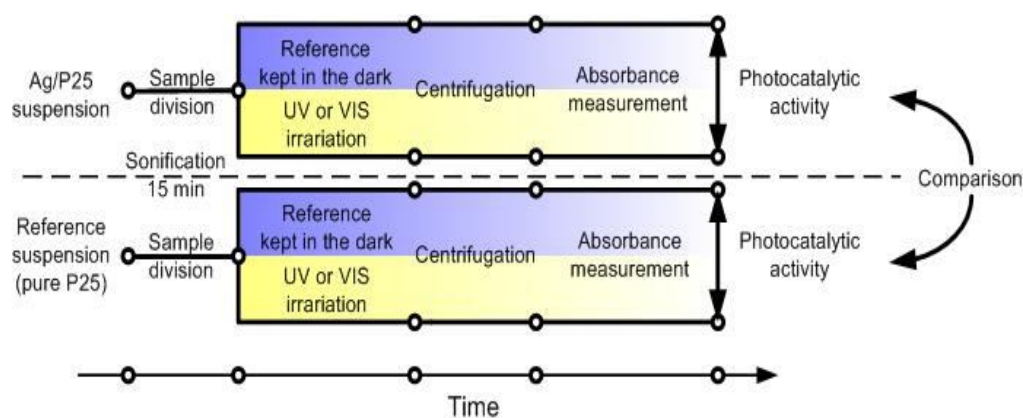 Ag/P25
suspension
Sample
division
Reference
kept in the dark
UV or VIS
irrariation
Centrifugation
Absorbance
measurement
Photocatalytic
activity
Sonification
15 min
Comparison
Reference
suspension
(pure P25)
Sample
division
Reference
kept in the dark
UV or VIS
irrariation
Centrifugation
Absorbance
measurement
Photocatalytic
activity
Time